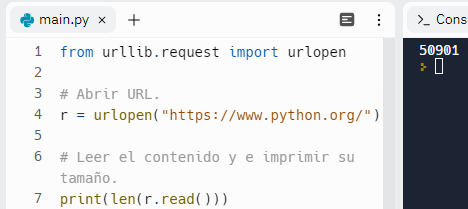 main.py
Cons
1 from urllib.request import urlopen
2
3 # Abrir URL.
4 r = urlopen("https://www.python.org/")
5
6 # Leer el contenido y e imprimir su
tamaño.
7 print(len(r.read()))
50901